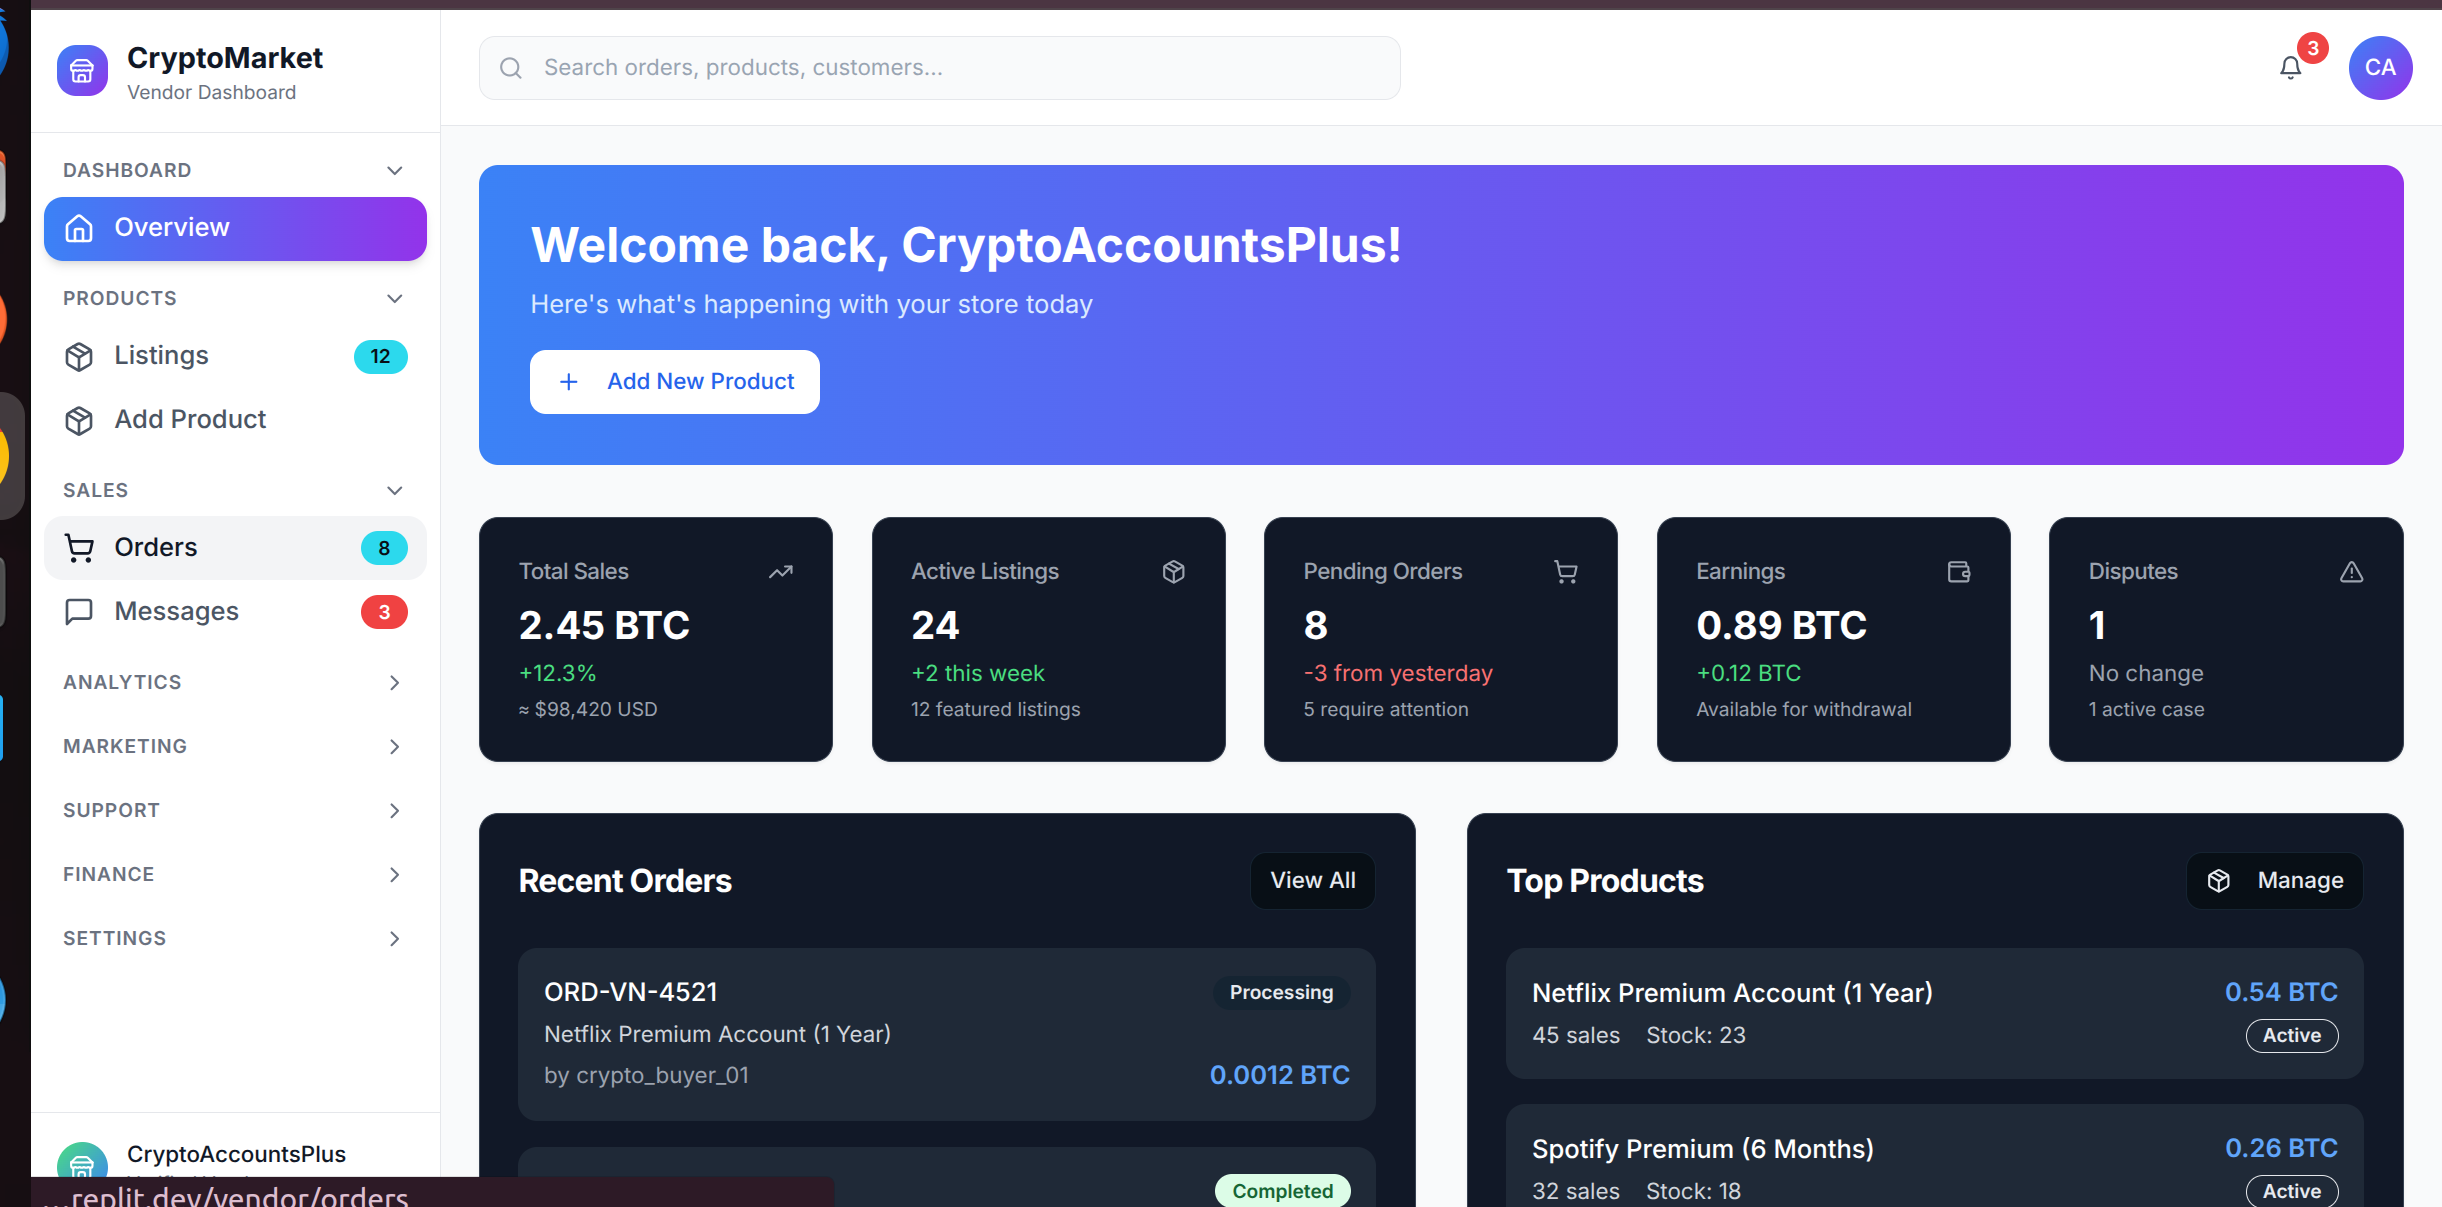 CryptoMarket
Vendor Dashboard
Search orders, products, customers...
3
CA
DASHBOARD
Overview
PRODUCTS
Listings 12
Add Product
SALES
Orders 8
Messages 3
ANALYTICS
MARKETING
SUPPORT
FINANCE
SETTINGS
CryptoAccountsPlus
...replit.dev/vendor/orders
Welcome back, CryptoAccountsPlus!
Here's what's happening with your store today
+ Add New Product
Total Sales
2.45 BTC
+12.3%
≈ $98,420 USD
Active Listings
24
+2 this week
12 featured listings
Pending Orders
8
-3 from yesterday
5 require attention
Earnings
0.89 BTC
+0.12 BTC
Available for withdrawal
Disputes
1
No change
1 active case
Recent Orders
View All
ORD-VN-4521
Processing
Netflix Premium Account (1 Year)
by crypto_buyer_01
0.0012 BTC
Completed
Top Products
Manage
Netflix Premium Account (1 Year)
0.54 BTC
45 sales Stock: 23
Active
Spotify Premium (6 Months)
0.26 BTC
32 sales Stock: 18
Active